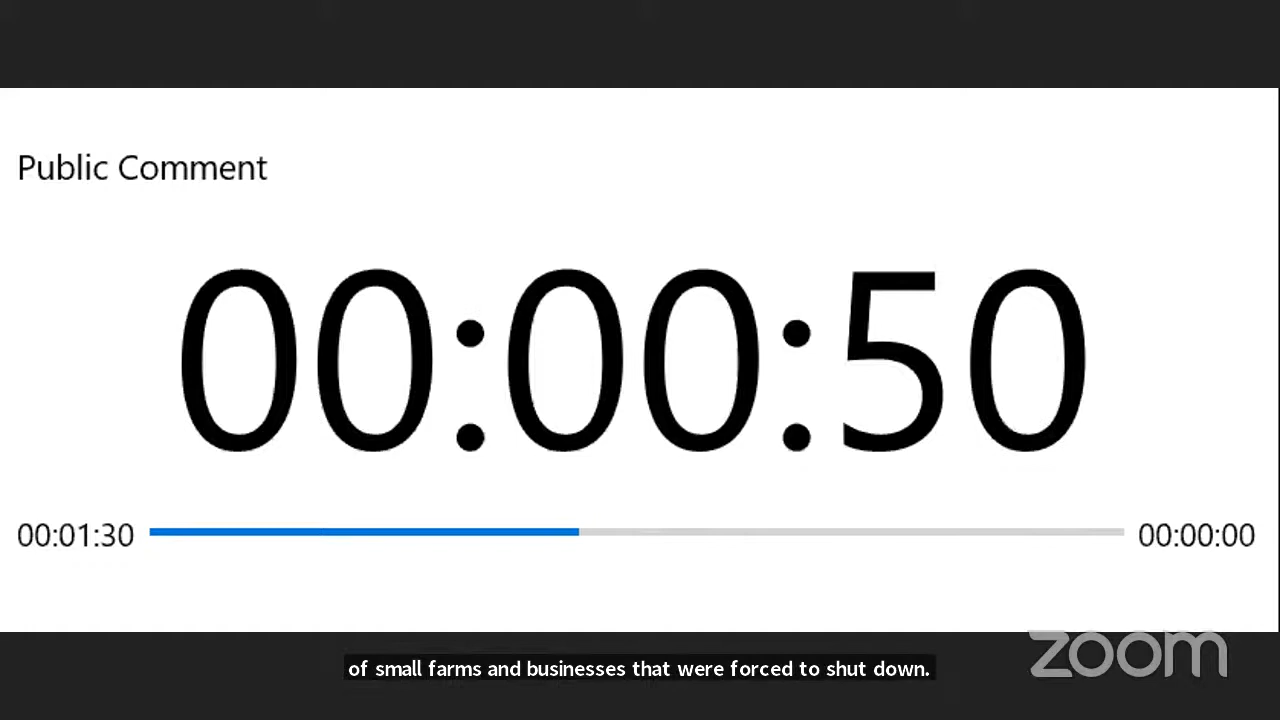 Public Comment
00:00:50
00:01:30
00:00:00
of small farms and businesses that were forced to shut down.
zoom